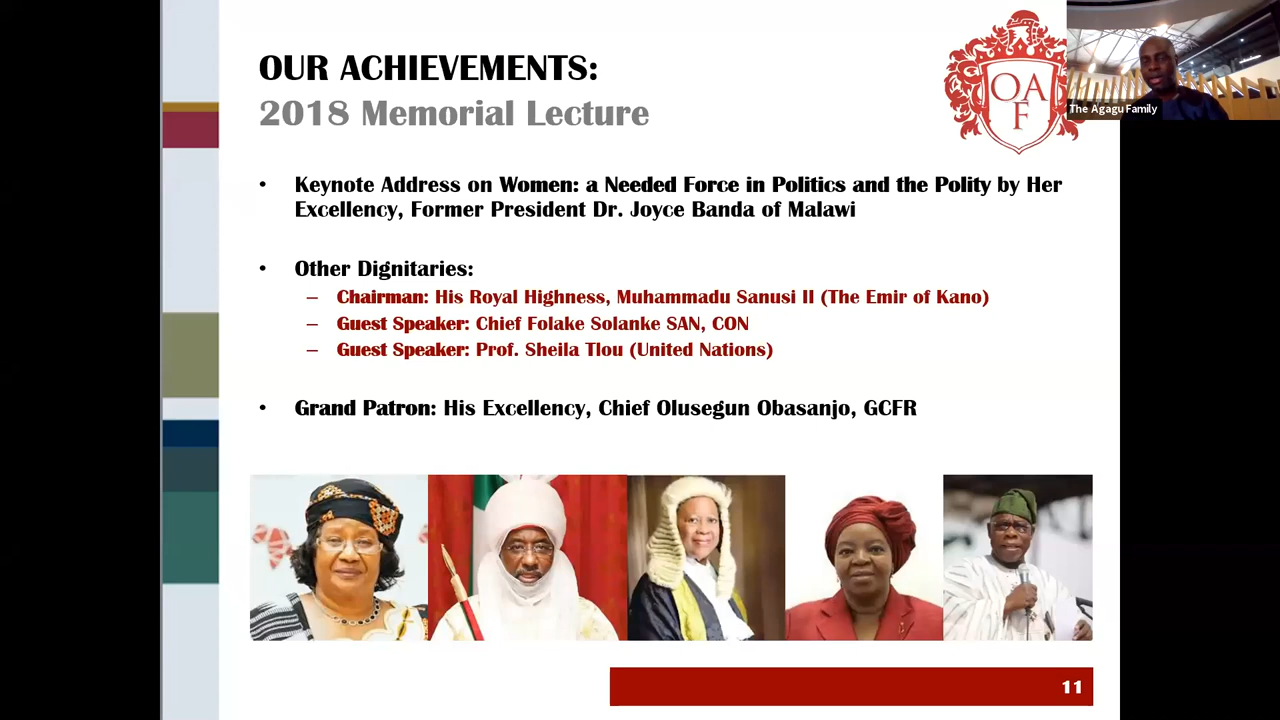 OUR ACHIEVEMENTS:
2018 Memorial Lecture
OAF
The Agagu Family
• Keynote Address on Women: a Needed Force in Politics and the Polity by Her
Excellency, Former President Dr. Joyce Banda of Malawi
• Other Dignitaries:
– Chairman: His Royal Highness, Muhammadu Sanusi II (The Emir of Kano)
– Guest Speaker: Chief Folake Solanke SAN, CON
– Guest Speaker: Prof. Sheila Tlou (United Nations)
• Grand Patron: His Excellency, Chief Olusegun Obasanjo, GCFR
11